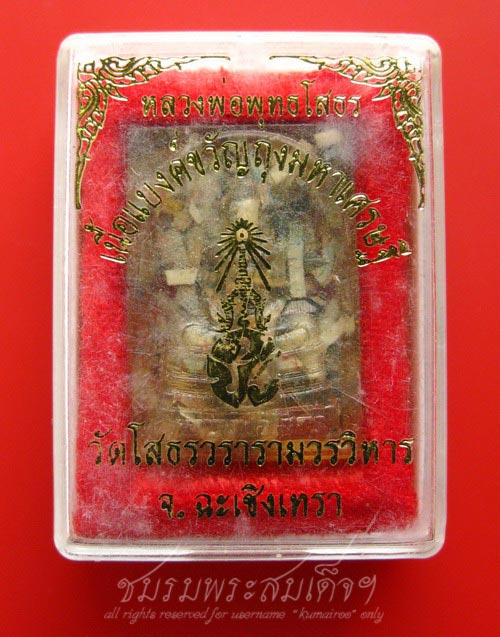 หลวงพ่อพุทธโสธร
เนื้อแบงค์ขวัญถุงมหาเศรษฐี
วัดโสธรวรารามวรวิหาร
จ. ฉะเชิงเทรา
ชมรมพระสมเด็จฯ
all rights reserved for username "kumairoe" only